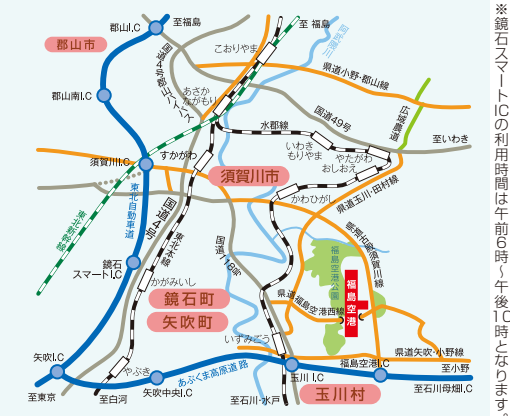 至福島
至 福島
郡山I.C
阿武隈川
郡山市
こおりやま
国道4号郡山バイパス
県道小野・郡山線
あさか
ながもり
郡山南I.C
国道49号
広域農道
水郡線
いわき
もりやま
至いわき
やたがわ
おしおえ
すかがわ
須賀川I.C
須賀川市
県道玉川・田村線
かわひがし
東北自動車道
国道4号
東北新幹線
東北本線
国道118号
県道古殿須賀川線
福島空港公園
鏡石
スマートI.C
かがみいし
鏡石町
県道福島空港西線
福島空港
矢吹町
いずみごう
県道矢吹・小野線
矢吹I.C
やぶき
あぶくま高原道路
福島空港I.C
至小野
玉川 I.C
矢吹中央I.C
至東京
至白河
至石川・水戸
玉川村
至石川母畑I.C
※鏡石スマートICの利用時間は午前6時～午後10時となります。